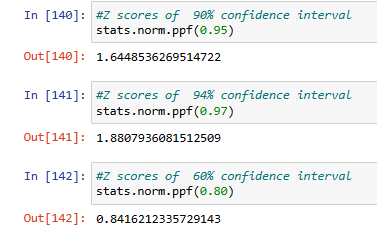 In [140]: #Z scores of  90% confidence interval
stats.norm.ppf(0.95)
Out[140]: 1.6448536269514722
In [141]: #Z scores of  94% confidence interval
stats.norm.ppf(0.97)
Out[141]: 1.8807936081512509
In [142]: #Z scores of  60% confidence interval
stats.norm.ppf(0.80)
Out[142]: 0.8416212335729143